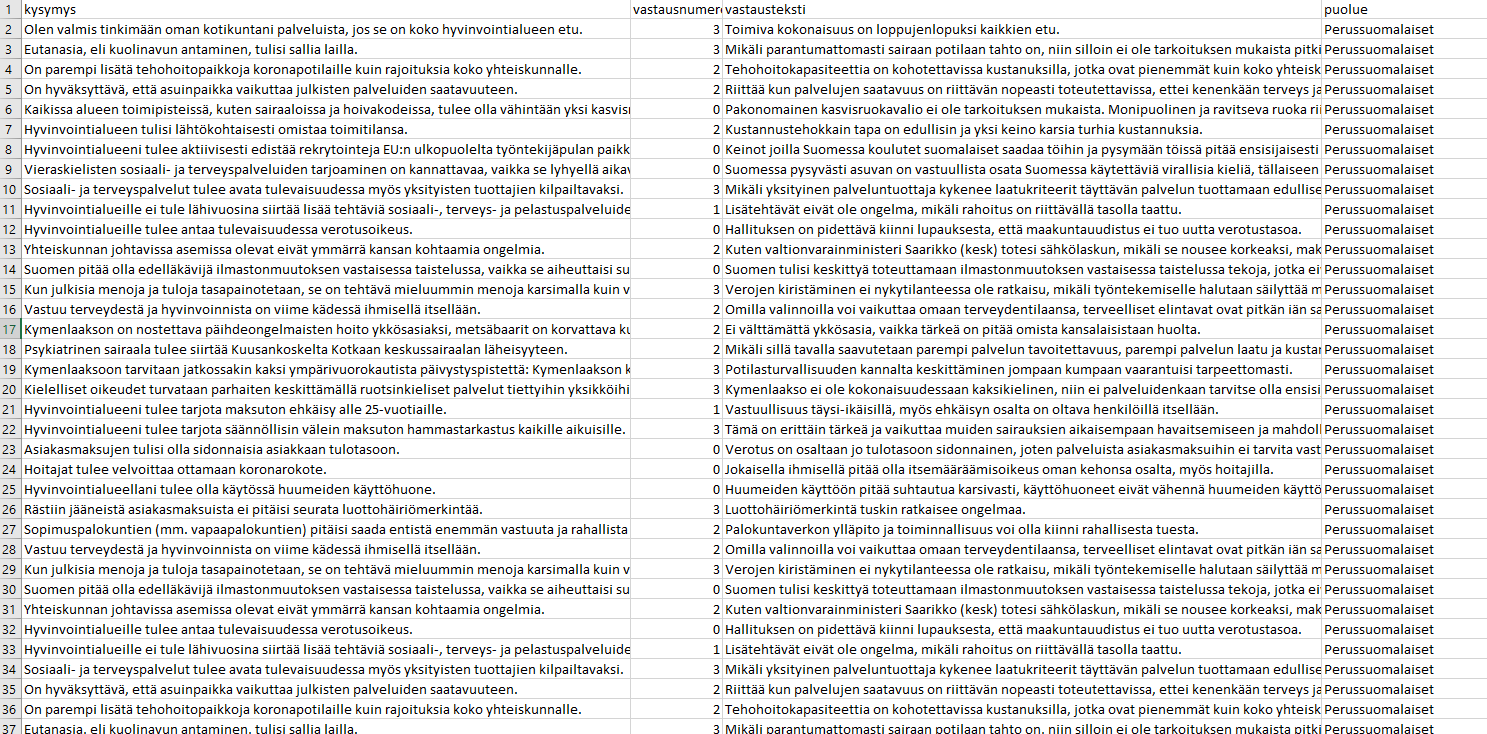 1 kysymys vastausnumero vastausteksti puolue
2 Olen valmis tinkimään oman kotikuntani palveluista, jos se on koko hyvinvointialueen etu. 3 Toimiva kokonaisuus on loppujenlopuksi kaikkien etu. Perussuomalaiset
3 Eutanasia, eli kuolinavun antaminen, tulisi sallia lailla. 3 Mikäli parantumattomasti sairaan potilaan tahto on, niin silloin ei ole tarkoituksen mukaista pitki Perussuomalaiset
4 On parempi lisätä tehohoitopaikkoja koronapotilaille kuin rajoituksia koko yhteiskunnalle. 2 Tehohoitokapasiteettia on kohotettavissa kustanuksilla, jotka ovat pienemmät kuin koko yhteisk Perussuomalaiset
5 On hyväksyttävä, että asuinpaikka vaikuttaa julkisten palveluiden saatavuuteen. 2 Riittää kun palvelujen saatavuus on riittävän nopeasti toteutettavissa, ettei kenenkään terveys ja Perussuomalaiset
6 Kaikissa alueen toimipisteissä, kuten sairaaloissa ja hoivakodeissa, tulee olla vähintään yksi kasvisr 0 Pakonomainen kasvisruokavalio ei ole tarkoituksen mukaista. Monipuolinen ja ravitseva ruoka rii Perussuomalaiset
7 Hyvinvointialueen tulisi lähtökohtaisesti omistaa toimitilansa. 2 Kustannustehokkain tapa on edullisin ja yksi keino karsia turhia kustannuksia. Perussuomalaiset
8 Hyvinvointialueeni tulee aktiivisesti edistää rekrytointeja EU:n ulkopuolelta työntekijäpulan paikk 0 Keinot joilla Suomessa koulutet suomalaiset saadaa töihin ja pysymään töissä pitää ensisijaisesti Perussuomalaiset
9 Vieraskielisten sosiaali- ja terveyspalveluiden tarjoaminen on kannattavaa, vaikka se lyhyellä aikav 0 Suomessa pysyvästi asuvan on vastuullista osata Suomessa käytettäviä virallisia kieliä, tällaiseen Perussuomalaiset
10 Sosiaali- ja terveyspalvelut tulee avata tulevaisuudessa myös yksityisten tuottajien kilpailtavaksi. 3 Mikäli yksityinen palveluntuottaja kykenee laatukriteerit täyttävän palvelun tuottamaan edullise Perussuomalaiset
11 Hyvinvointialueille ei tule lähivuosina siirtää lisää tehtäviä sosiaali-, terveys- ja pelastuspalveluide 1 Lisätehtävät eivät ole ongelma, mikäli rahoitus on riittävällä tasolla taattu. Perussuomalaiset
12 Hyvinvointialueille tulee antaa tulevaisuudessa verotusoikeus. 0 Hallituksen on pidettävä kiinni lupauksesta, että maakuntauudistus ei tuo uutta verotustasoa. Perussuomalaiset
13 Yhteiskunnan johtavissa asemissa olevat eivät ymmärrä kansan kohtaamia ongelmia. 2 Kuten valtionvarainministeri Saarikko (kesk) totesi sähkölaskun, mikäli se nousee korkeaksi, mak Perussuomalaiset
14 Suomen pitää olla edelläkävijä ilmastonmuutoksen vastaisessa taistelussa, vaikka se aiheuttaisi su 0 Suomen tulisi keskittyä toteuttamaan ilmastonmuutoksen vastaisessa taistelussa tekoja, jotka ei Perussuomalaiset
15 Kun julkisia menoja ja tuloja tasapainotetaan, se on tehtävä mieluummin menoja karsimalla kuin v 3 Verojen kiristäminen ei nykytilanteessa ole ratkaisu, mikäli työntekemiselle halutaan säilyttää m Perussuomalaiset
16 Vastuu terveydestä ja hyvinvoinnista on viime kädessä ihmisellä itsellään. 2 Omilla valinnoilla voi vaikuttaa omaan terveydentilaansa, terveelliset elintavat ovat pitkän iän sa Perussuomalaiset
17 Kymenlaakson on nostettava päihdeongelmaisten hoito ykkösasiaksi, metsäbaarit on korvattava ku 2 Ei välttämättä ykkösasia, vaikka tärkeä on pitää omista kansalaisistaan huolta. Perussuomalaiset
18 Psykiatrinen sairaala tulee siirtää Kuusankoskelta Kotkaan keskussairaalan läheisyyteen. 2 Mikäli sillä tavalla saavutetaan parempi palvelun tavoitettavuus, parempi palvelun laatu ja kustan Perussuomalaiset
19 Kymenlaaksoon tarvitaan jatkossakin kaksi ympärivuorokautista päivystyspistettä: Kymenlaakson k 3 Potilasturvallisuuden kannalta keskittäminen jompaan kumpaan vaarantuisi tarpeettomasti. Perussuomalaiset
20 Kielelliset oikeudet turvataan parhaiten keskittämällä ruotsinkieliset palvelut tiettyihin yksikköihi 3 Kymenlaakso ei ole kokonaisuudessaan kaksikielinen, niin ei palveluidenkaan tarvitse olla ensisi Perussuomalaiset
21 Hyvinvointialueeni tulee tarjota maksuton ehkäisy alle 25-vuotiaille. 1 Vastuullisuus täysi-ikäisillä, myös ehkäisyn osalta on oltava henkilöillä itsellään. Perussuomalaiset
22 Hyvinvointialueeni tulee tarjota säännöllisin välein maksuton hammastarkastus kaikille aikuisille. 3 Tämä on erittäin tärkeä ja vaikuttaa muiden sairauksien aikaisempaan havaitsemiseen ja mahdol Perussuomalaiset
23 Asiakasmaksujen tulisi olla sidonnaisia asiakkaan tulotasoon. 0 Verotus on osaltaan jo tulotasoon sidonnainen, joten palveluista asiakasmaksuihin ei tarvita vast Perussuomalaiset
24 Hoitajat tulee velvoittaa ottamaan koronarokote. 0 Jokaisella ihmisellä pitää olla itsemääräämisoikeus oman kehonsa osalta, myös hoitajilla. Perussuomalaiset
25 Hyvinvointialueellani tulee olla käytössä huumeiden käyttöhuone. 0 Huumeiden käyttöön pitää suhtautua karsivasti, käyttöhuoneet eivät vähennä huumeiden käyttö Perussuomalaiset
26 Rästiin jääneistä asiakasmaksuista ei pitäisi seurata luottohäiriömerkintää. 3 Luottohäiriömerkintä tuskin ratkaisee ongelmaa. Perussuomalaiset
27 Sopimuspalokuntien (mm. vapaapalokuntien) pitäisi saada entistä enemmän vastuuta ja rahallista 2 Palokuntaverkon ylläpito ja toiminnallisuus voi olla kiinni rahallisesta tuesta. Perussuomalaiset
28 Vastuu terveydestä ja hyvinvoinnista on viime kädessä ihmisellä itsellään. 2 Omilla valinnoilla voi vaikuttaa omaan terveydentilaansa, terveelliset elintavat ovat pitkän iän sa Perussuomalaiset
29 Kun julkisia menoja ja tuloja tasapainotetaan, se on tehtävä mieluummin menoja karsimalla kuin v 3 Verojen kiristäminen ei nykytilanteessa ole ratkaisu, mikäli työntekemiselle halutaan säilyttää m Perussuomalaiset
30 Suomen pitää olla edelläkävijä ilmastonmuutoksen vastaisessa taistelussa, vaikka se aiheuttaisi su 0 Suomen tulisi keskittyä toteuttamaan ilmastonmuutoksen vastaisessa taistelussa tekoja, jotka ei Perussuomalaiset
31 Yhteiskunnan johtavissa asemissa olevat eivät ymmärrä kansan kohtaamia ongelmia. 2 Kuten valtionvarainministeri Saarikko (kesk) totesi sähkölaskun, mikäli se nousee korkeaksi, mak Perussuomalaiset
32 Hyvinvointialueille tulee antaa tulevaisuudessa verotusoikeus. 0 Hallituksen on pidettävä kiinni lupauksesta, että maakuntauudistus ei tuo uutta verotustasoa. Perussuomalaiset
33 Hyvinvointialueille ei tule lähivuosina siirtää lisää tehtäviä sosiaali-, terveys- ja pelastuspalveluide 1 Lisätehtävät eivät ole ongelma, mikäli rahoitus on riittävällä tasolla taattu. Perussuomalaiset
34 Sosiaali- ja terveyspalvelut tulee avata tulevaisuudessa myös yksityisten tuottajien kilpailtavaksi. 3 Mikäli yksityinen palveluntuottaja kykenee laatukriteerit täyttävän palvelun tuottamaan edullise Perussuomalaiset
35 On hyväksyttävä, että asuinpaikka vaikuttaa julkisten palveluiden saatavuuteen. 2 Riittää kun palvelujen saatavuus on riittävän nopeasti toteutettavissa, ettei kenenkään terveys ja Perussuomalaiset
36 On parempi lisätä tehohoitopaikkoja koronapotilaille kuin rajoituksia koko yhteiskunnalle. 2 Tehohoitokapasiteettia on kohotettavissa kustanuksilla, jotka ovat pienemmät kuin koko yhteisk Perussuomalaiset
37 Eutanasia, eli kuolinavun antaminen, tulisi sallia lailla. 3 Mikäli parantumattomasti sairaan potilaan tahto on, niin silloin ei ole tarkoituksen mukaista pitki Perussuomalaiset